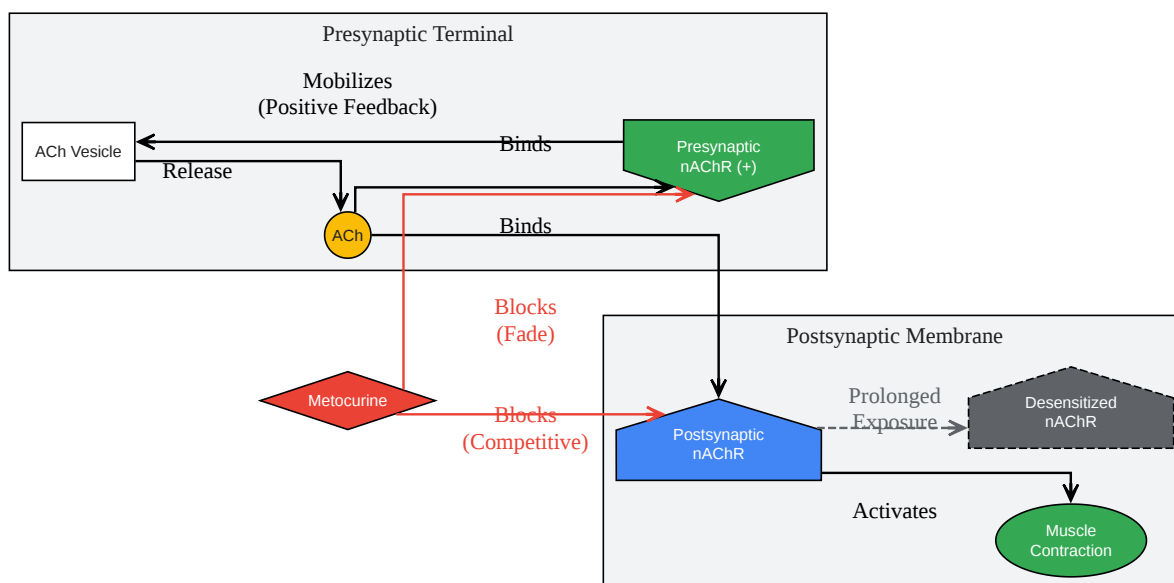 Presynaptic Terminal
Mobilizes
(Positive Feedback)
ACh Vesicle
Binds
Presynaptic
nAChR (+)
Release
ACh
Binds
Blocks
(Fade)
Postsynaptic Membrane
Metocurine
Blocks
(Competitive)
Postsynaptic
nAChR
Prolonged
Exposure
Desensitized
nAChR
Activates
Muscle
Contraction